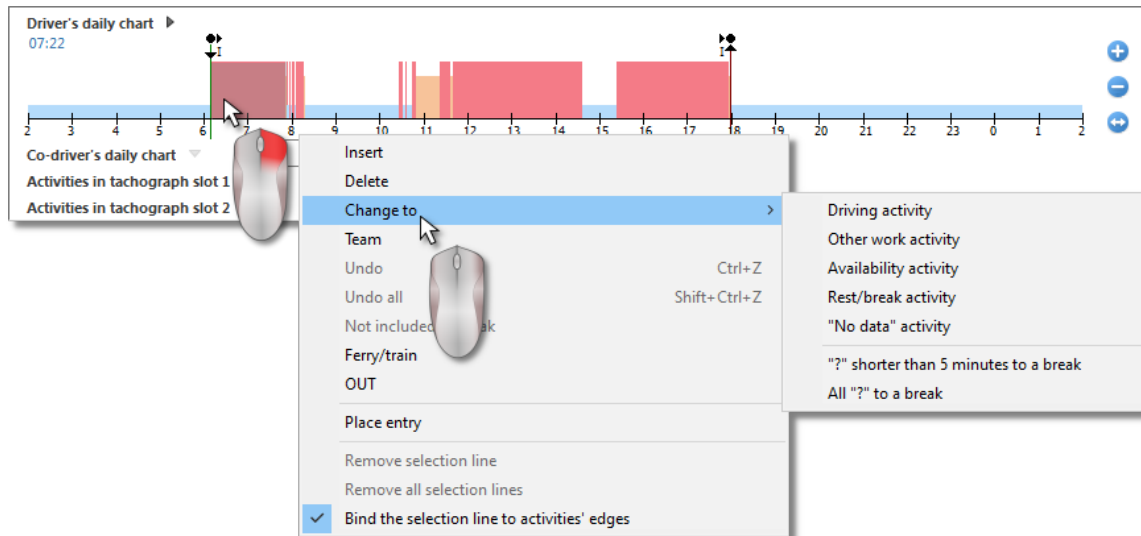 Driver's daily chart
07:22
I
I
2 3 4 5 6 7 8 9 10 11 12 13 14 15 16 17 18 19 20 21 22 23 0 1 2
Co-driver's daily chart
Activities in tachograph slot 1
Activities in tachograph slot 2
Insert
Delete
Change to
Team
Undo Ctrl+Z
Undo all Shift+Ctrl+Z
Not included ak
Ferry/train
OUT
Place entry
Remove selection line
Remove all selection lines
Bind the selection line to activities' edges
Driving activity
Other work activity
Availability activity
Rest/break activity
"No data" activity
"?" shorter than 5 minutes to a break
All "?" to a break